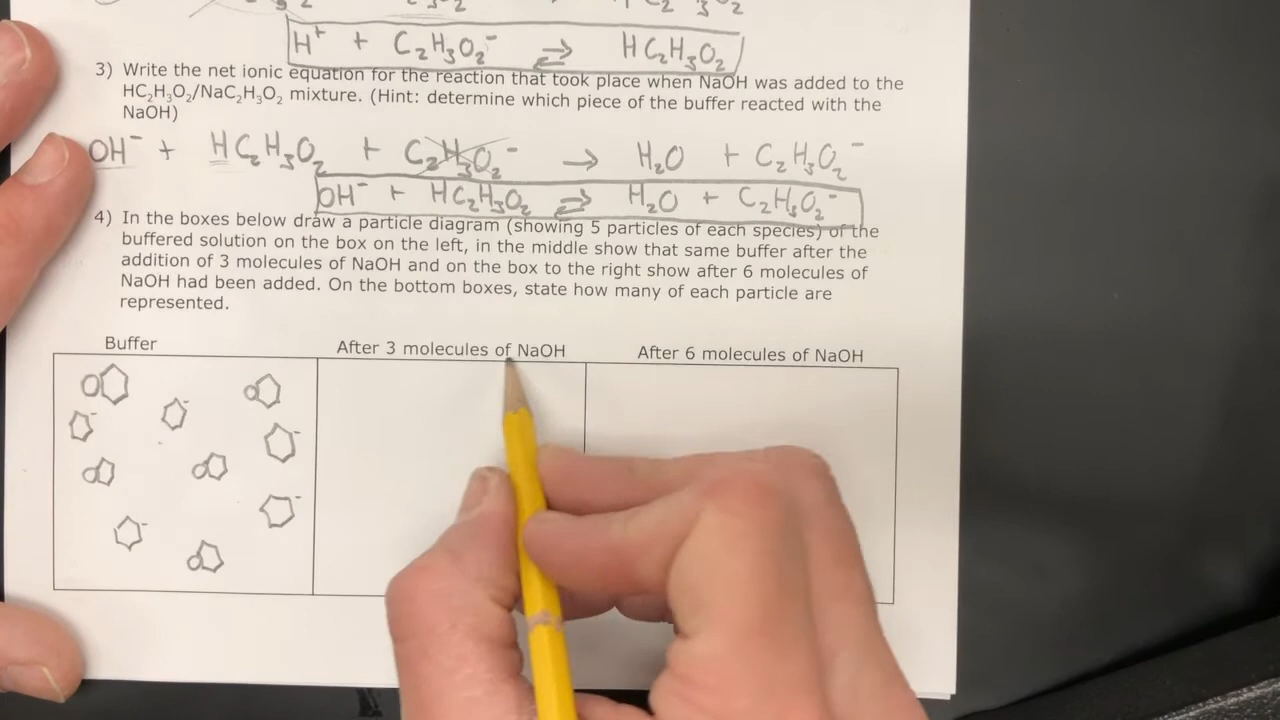 H⁺ + C₂H₃O₂⁻ ⇌ HC₂H₃O₂
3) Write the net ionic equation for the reaction that took place when NaOH was added to the
HC₂H₃O₂/NaC₂H₃O₂ mixture. (Hint: determine which piece of the buffer reacted with the
NaOH)
OH⁻ + HC₂H₃O₂ + C₂H₃O₂⁻ → H₂O + C₂H₃O₂⁻
OH⁻ + HC₂H₃O₂ ⇌ H₂O + C₂H₃O₂⁻
4) In the boxes below draw a particle diagram (showing 5 particles of each species) of the
buffered solution on the box on the left, in the middle show that same buffer after the
addition of 3 molecules of NaOH and on the box to the right show after 6 molecules of
NaOH had been added. On the bottom boxes, state how many of each particle are
represented.
Buffer After 3 molecules of NaOH After 6 molecules of NaOH